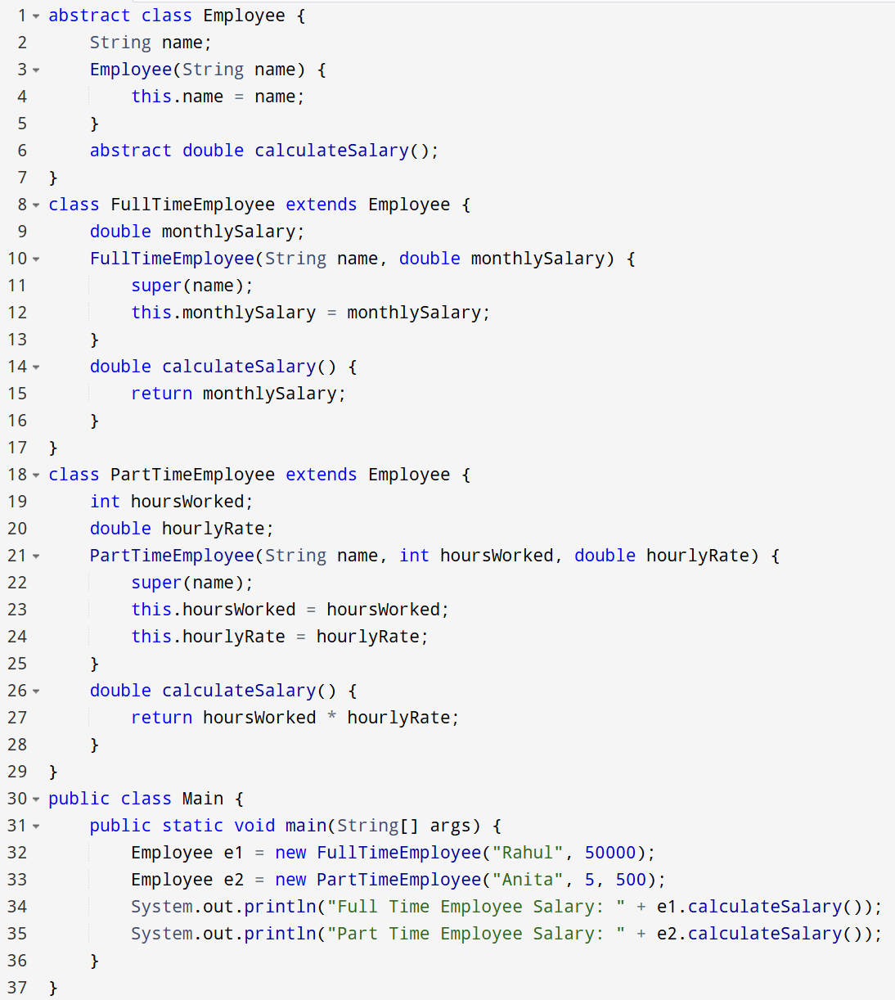 1 abstract class Employee {
2     String name;
3     Employee(String name) {
4         this.name = name;
5     }
6     abstract double calculateSalary();
7 }
8 class FullTimeEmployee extends Employee {
9     double monthlySalary;
10     FullTimeEmployee(String name, double monthlySalary) {
11         super(name);
12         this.monthlySalary = monthlySalary;
13     }
14     double calculateSalary() {
15         return monthlySalary;
16     }
17 }
18 class PartTimeEmployee extends Employee {
19     int hoursWorked;
20     double hourlyRate;
21     PartTimeEmployee(String name, int hoursWorked, double hourlyRate) {
22         super(name);
23         this.hoursWorked = hoursWorked;
24         this.hourlyRate = hourlyRate;
25     }
26     double calculateSalary() {
27         return hoursWorked * hourlyRate;
28     }
29 }
30 public class Main {
31     public static void main(String[] args) {
32         Employee e1 = new FullTimeEmployee("Rahul", 50000);
33         Employee e2 = new PartTimeEmployee("Anita", 5, 500);
34         System.out.println("Full Time Employee Salary: " + e1.calculateSalary());
35         System.out.println("Part Time Employee Salary: " + e2.calculateSalary());
36     }
37 }